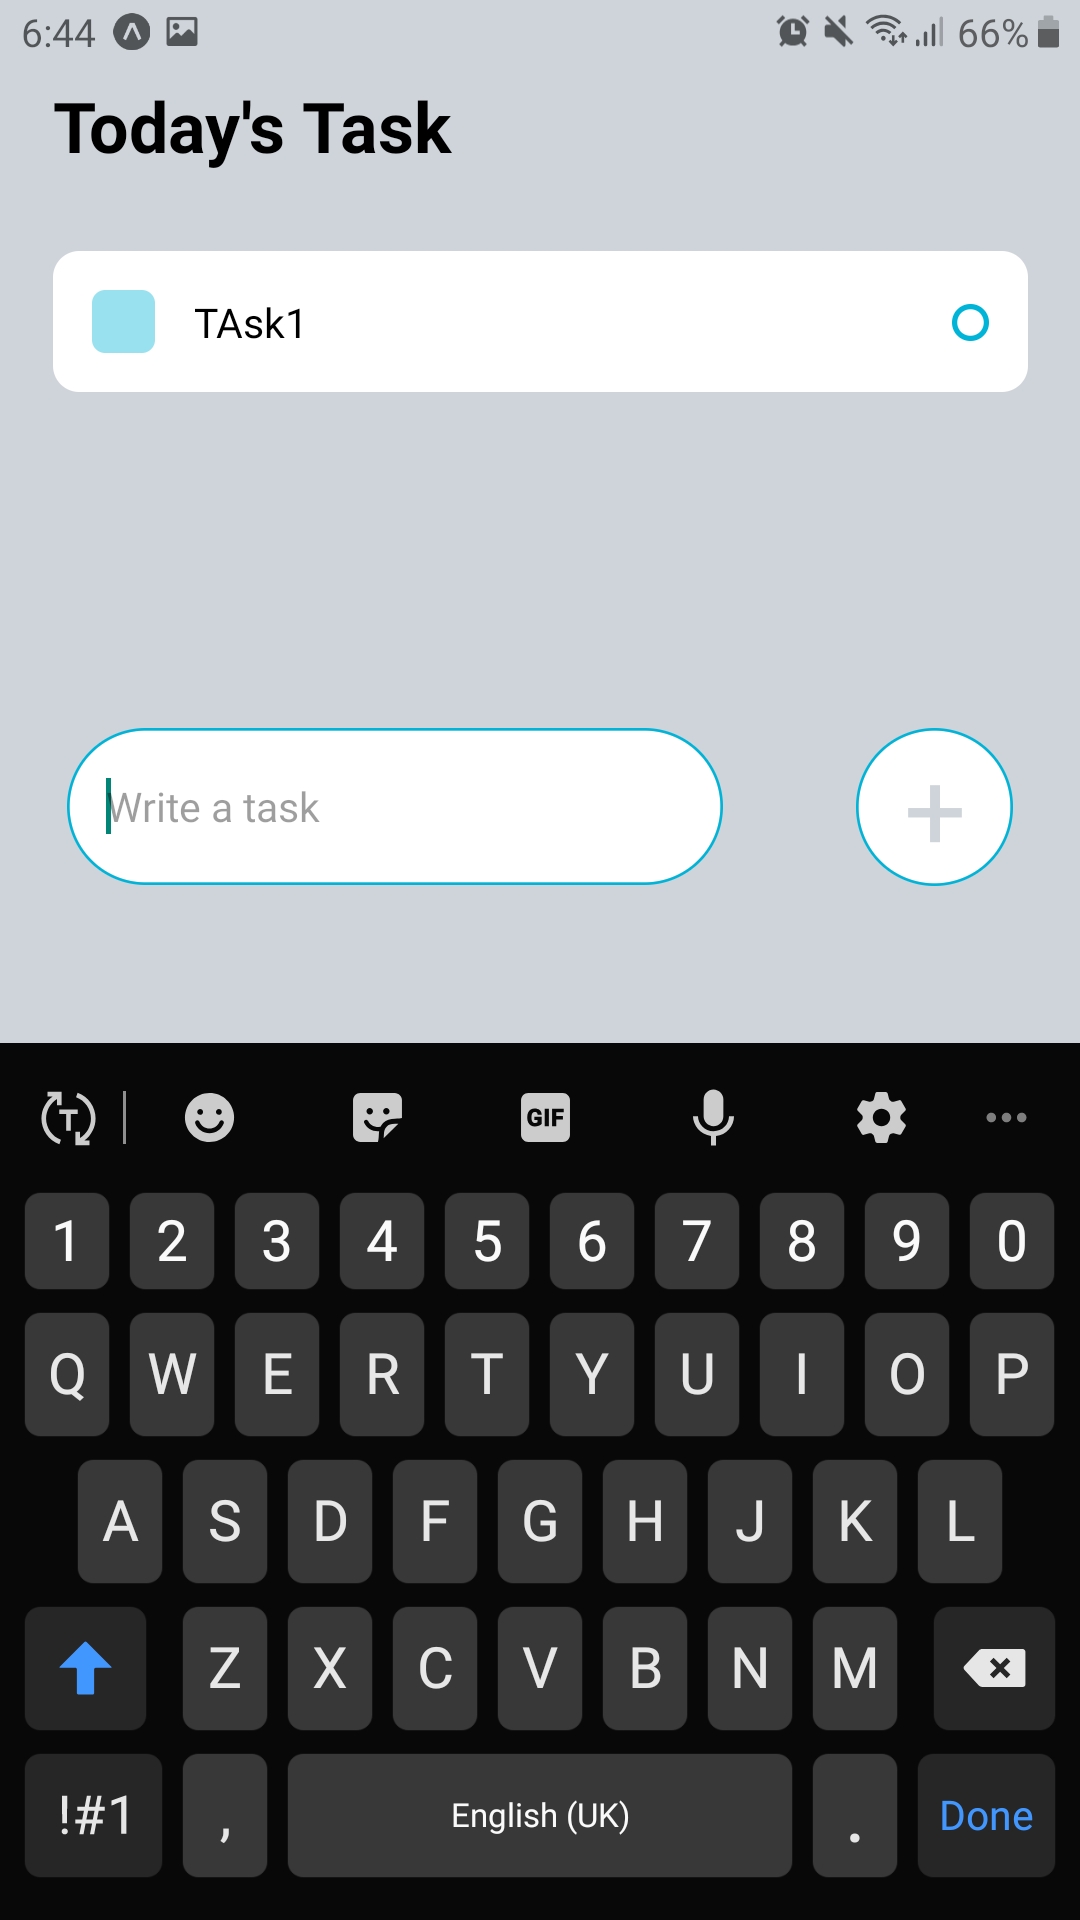 6:44 66%
Today's Task
TAsk1
Write a task
T GIF
1 2 3 4 5 6 7 8 9 0
Q W E R T Y U I O P
A S D F G H J K L
Z X C V B N M
!#1 , English (UK) . Done